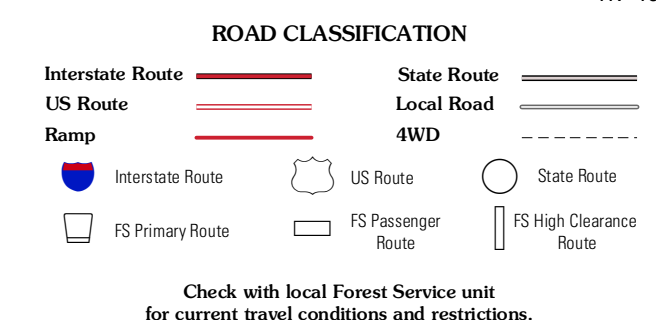 ROAD CLASSIFICATION
Interstate Route
State Route
US Route
Local Road
Ramp
4WD
Interstate Route
US Route
State Route
FS Primary Route
FS Passenger
Route
FS High Clearance
Route
Check with local Forest Service unit
for current travel conditions and restrictions.